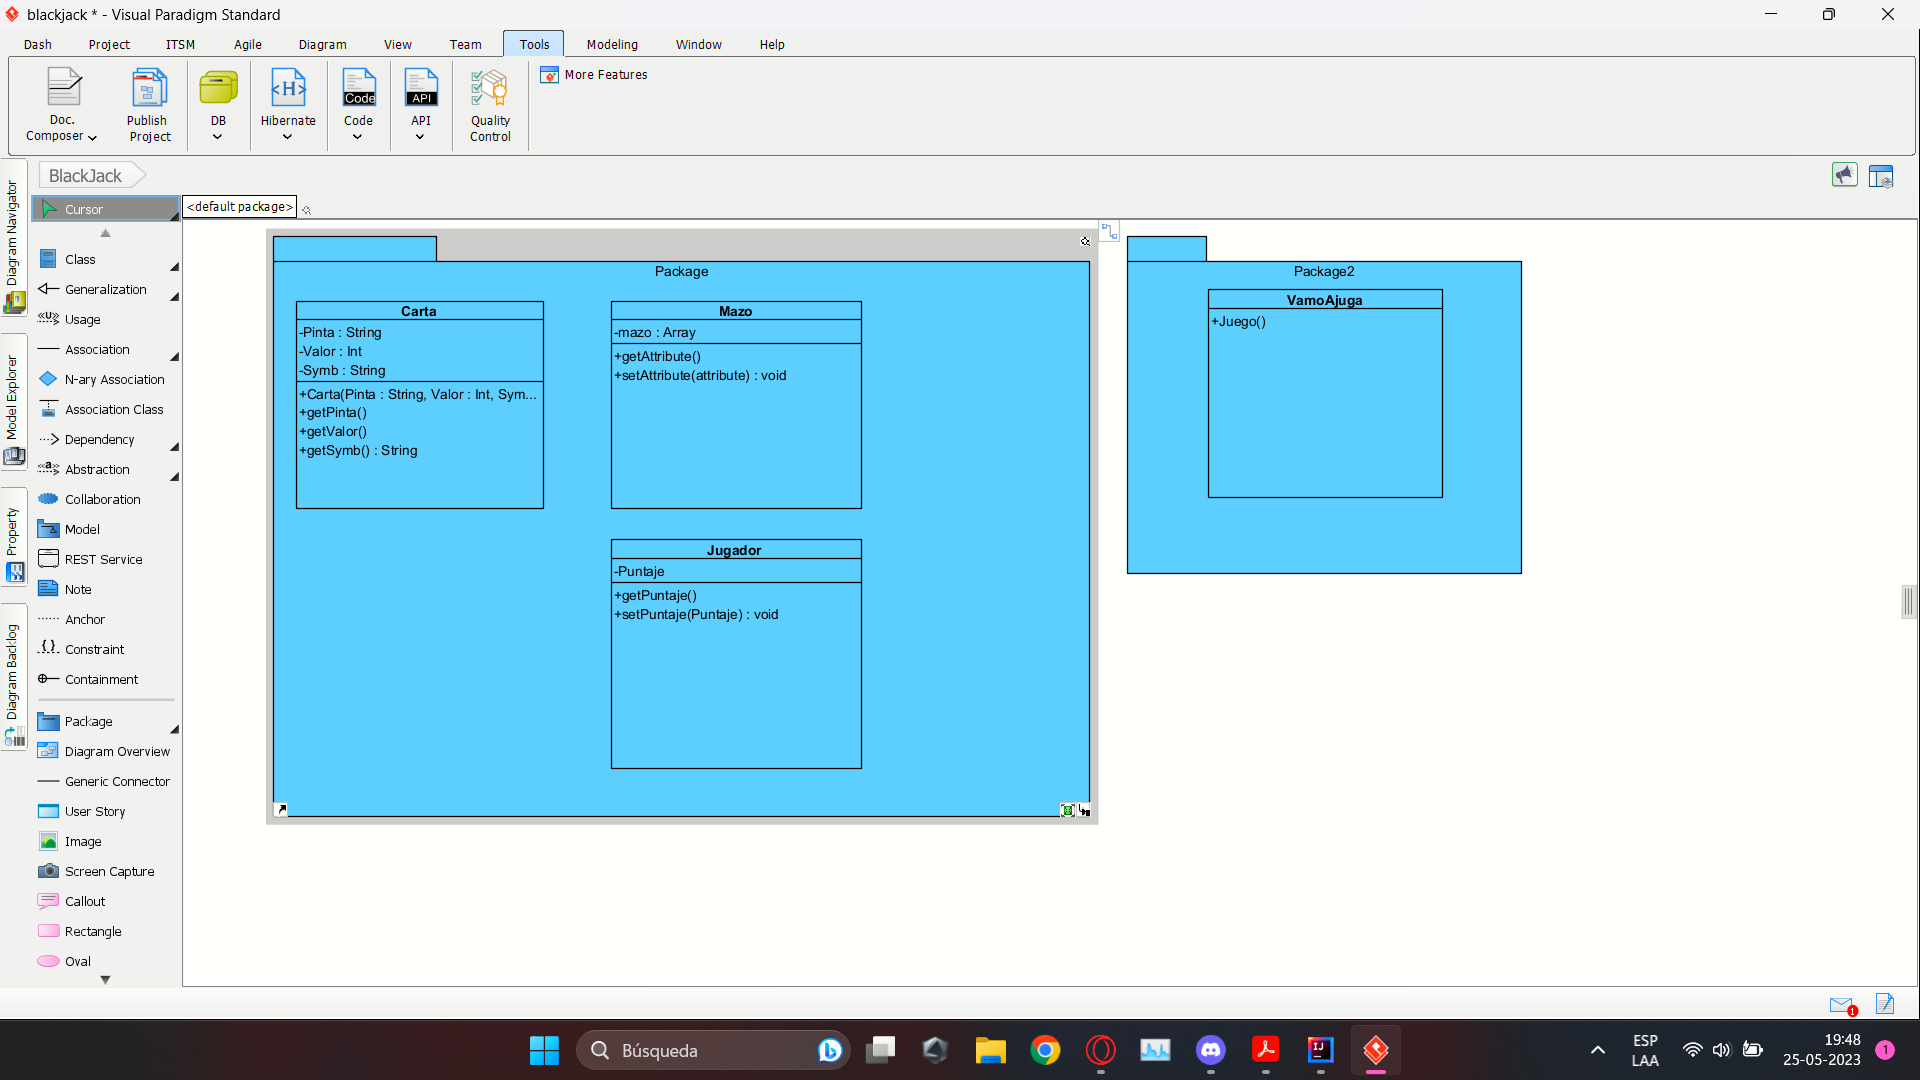 blackjack * - Visual Paradigm Standard
Dash Project ITSM Agile Diagram View Team Tools Modeling Window Help
Doc. Composer
Publish Project
DB
Hibernate
Code
Code
API
API
Quality Control
More Features
BlackJack
Diagram Navigator
Model Explorer
Property
Diagram Backlog
Cursor
Class
Generalization
Usage
Association
N-ary Association
Association Class
Dependency
Abstraction
Collaboration
Model
REST Service
Note
Anchor
Constraint
Containment
Package
Diagram Overview
Generic Connector
User Story
Image
Screen Capture
Callout
Rectangle
Oval
<default package>
Package
Carta
-Pinta : String
-Valor : Int
-Symb : String
+Carta(Pinta : String, Valor : Int, Sym...
+getPinta()
+getValor()
+getSymb() : String
Mazo
-mazo : Array
+getAttribute()
+setAttribute(attribute) : void
Jugador
-Puntaje
+getPuntaje()
+setPuntaje(Puntaje) : void
Package2
VamoAjuga
+Juego()
1
Búsqueda
ESP
LAA
19:48
25-05-2023
1